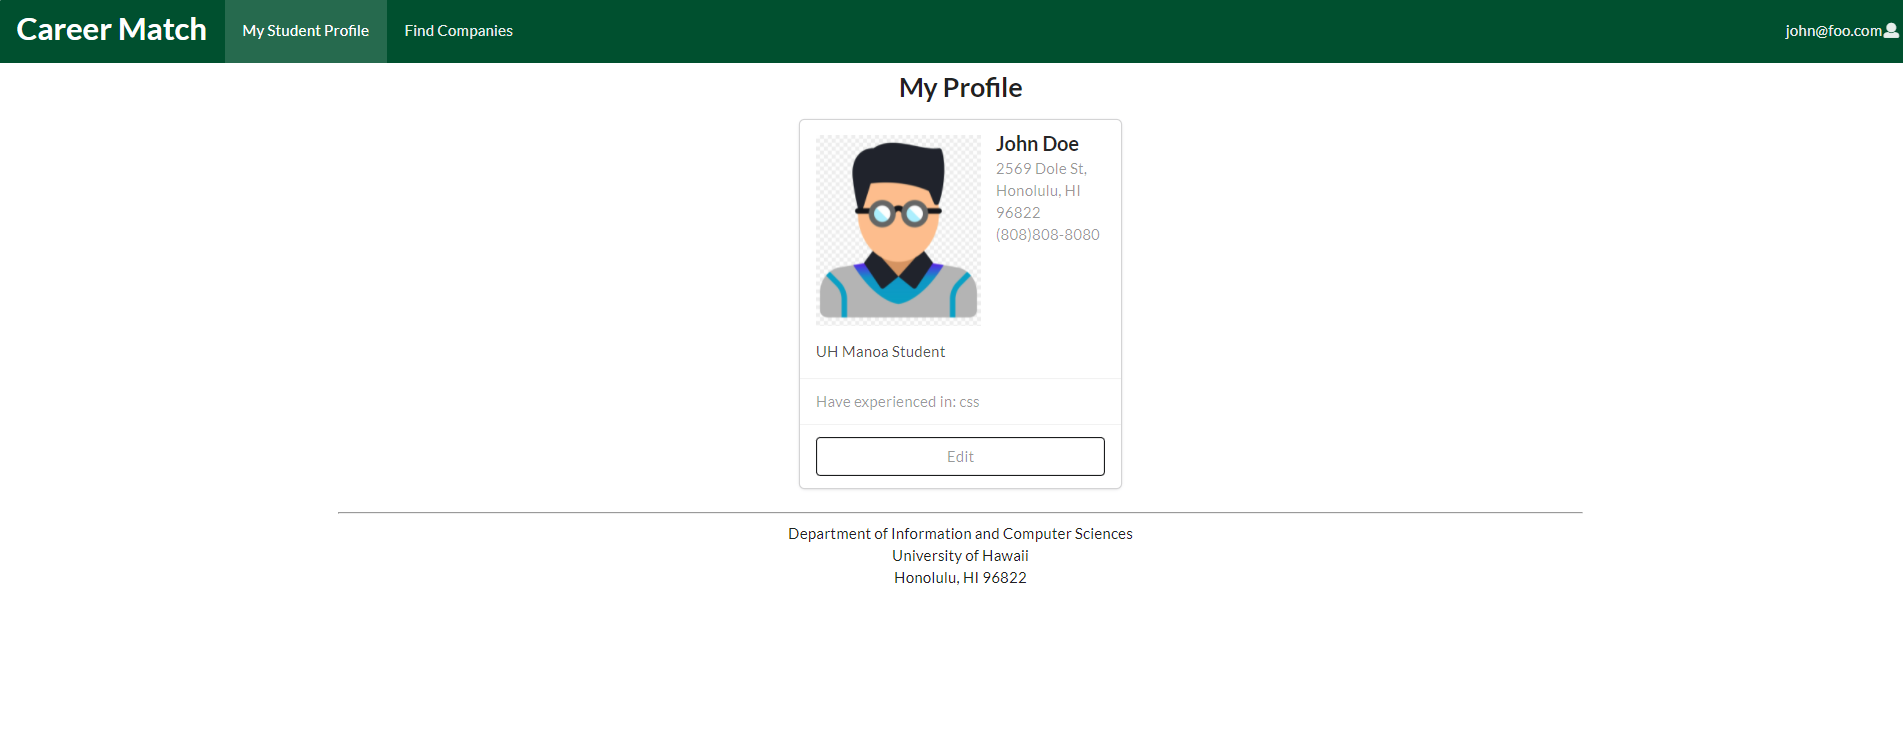 Career Match
My Student Profile
Find Companies
john@foo.com
My Profile
John Doe
2569 Dole St,
Honolulu, HI
96822
(808)808-8080
UH Manoa Student
Have experienced in: css
Edit
Department of Information and Computer Sciences
University of Hawaii
Honolulu, HI 96822